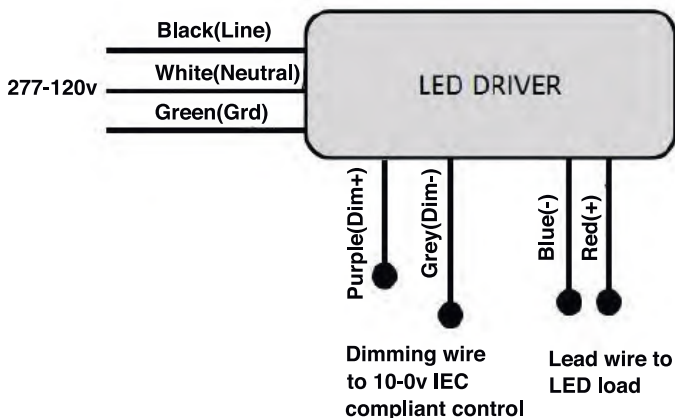 Black(Line)
277-120v
White(Neutral)
Green(Grd)
LED DRIVER
Purple(Dim+)
Grey(Dim-)
Blue(-)
Red(+)
Dimming wire
to 10-0v IEC
compliant control
Lead wire to
LED load